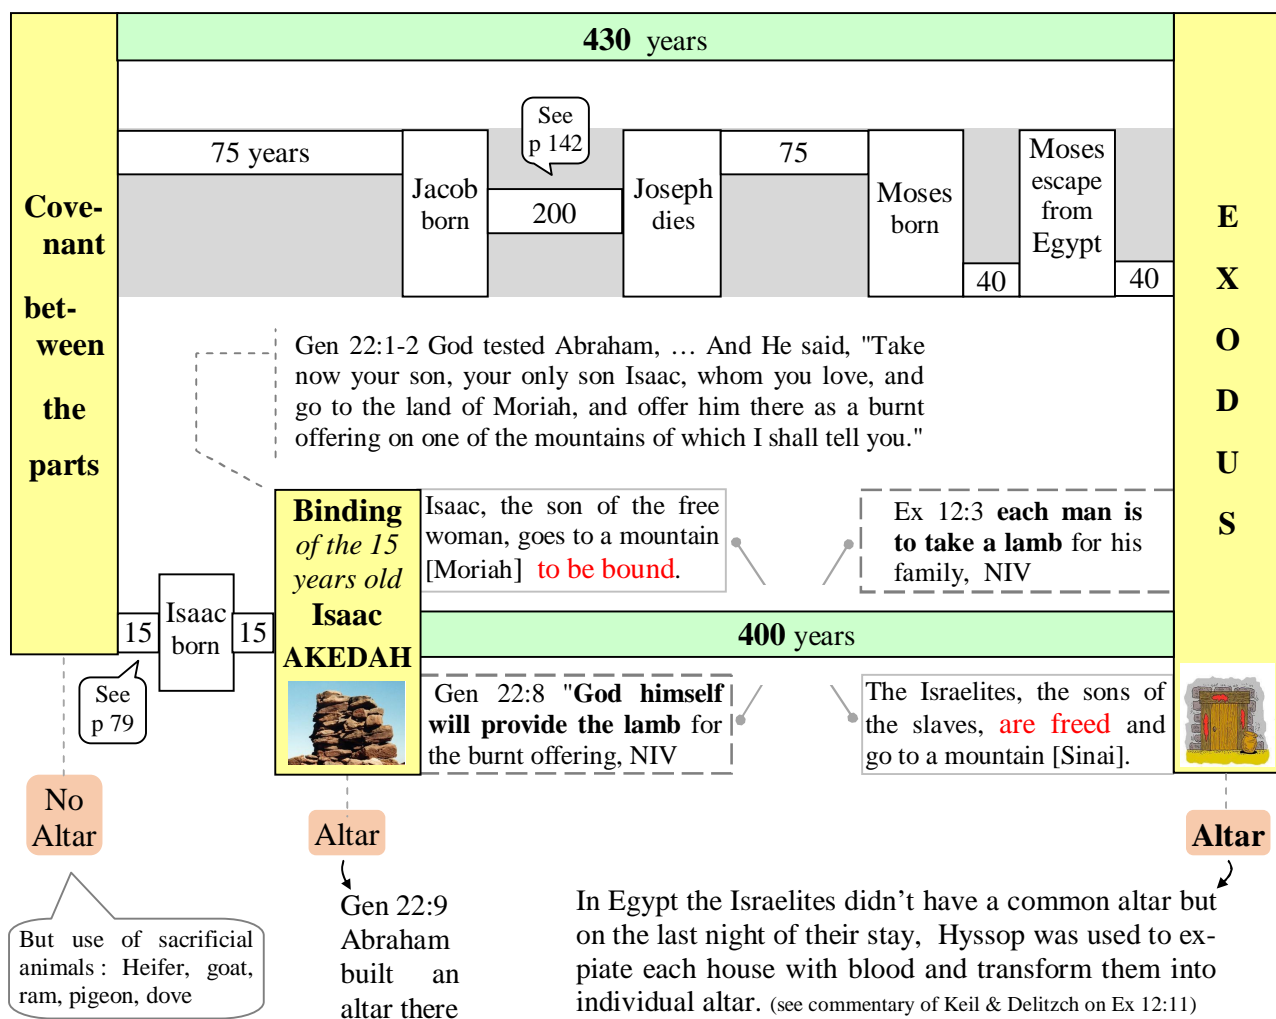 430 years
See
p 142
75 years
75
Moses
escape
from
Egypt
Jacob
born
200
Joseph
dies
Moses
born
40
40
Cove-
nant
bet-
ween
the
parts
E
X
O
D
U
S
Gen 22:1-2 God tested Abraham, … And He said, "Take
now your son, your only son Isaac, whom you love, and
go to the land of Moriah, and offer him there as a burnt
offering on one of the mountains of which I shall tell you."
Binding
of the 15
years old
Isaac
AKEDAH
Isaac, the son of the free
woman, goes to a mountain
[Moriah] to be bound.
Ex 12:3 each man is
to take a lamb for his
family, NIV
15
Isaac
born
15
400 years
See
p 79
Gen 22:8 "God himself
will provide the lamb for
the burnt offering, NIV
The Israelites, the sons of
the slaves, are freed and
go to a mountain [Sinai].
No
Altar
Altar
Altar
But use of sacrificial
animals : Heifer, goat,
ram, pigeon, dove
Gen 22:9
Abraham
built an
altar there
In Egypt the Israelites didn’t have a common altar but
on the last night of their stay, Hyssop was used to ex-
piate each house with blood and transform them into
individual altar. (see commentary of Keil & Delitzch on Ex 12:11)